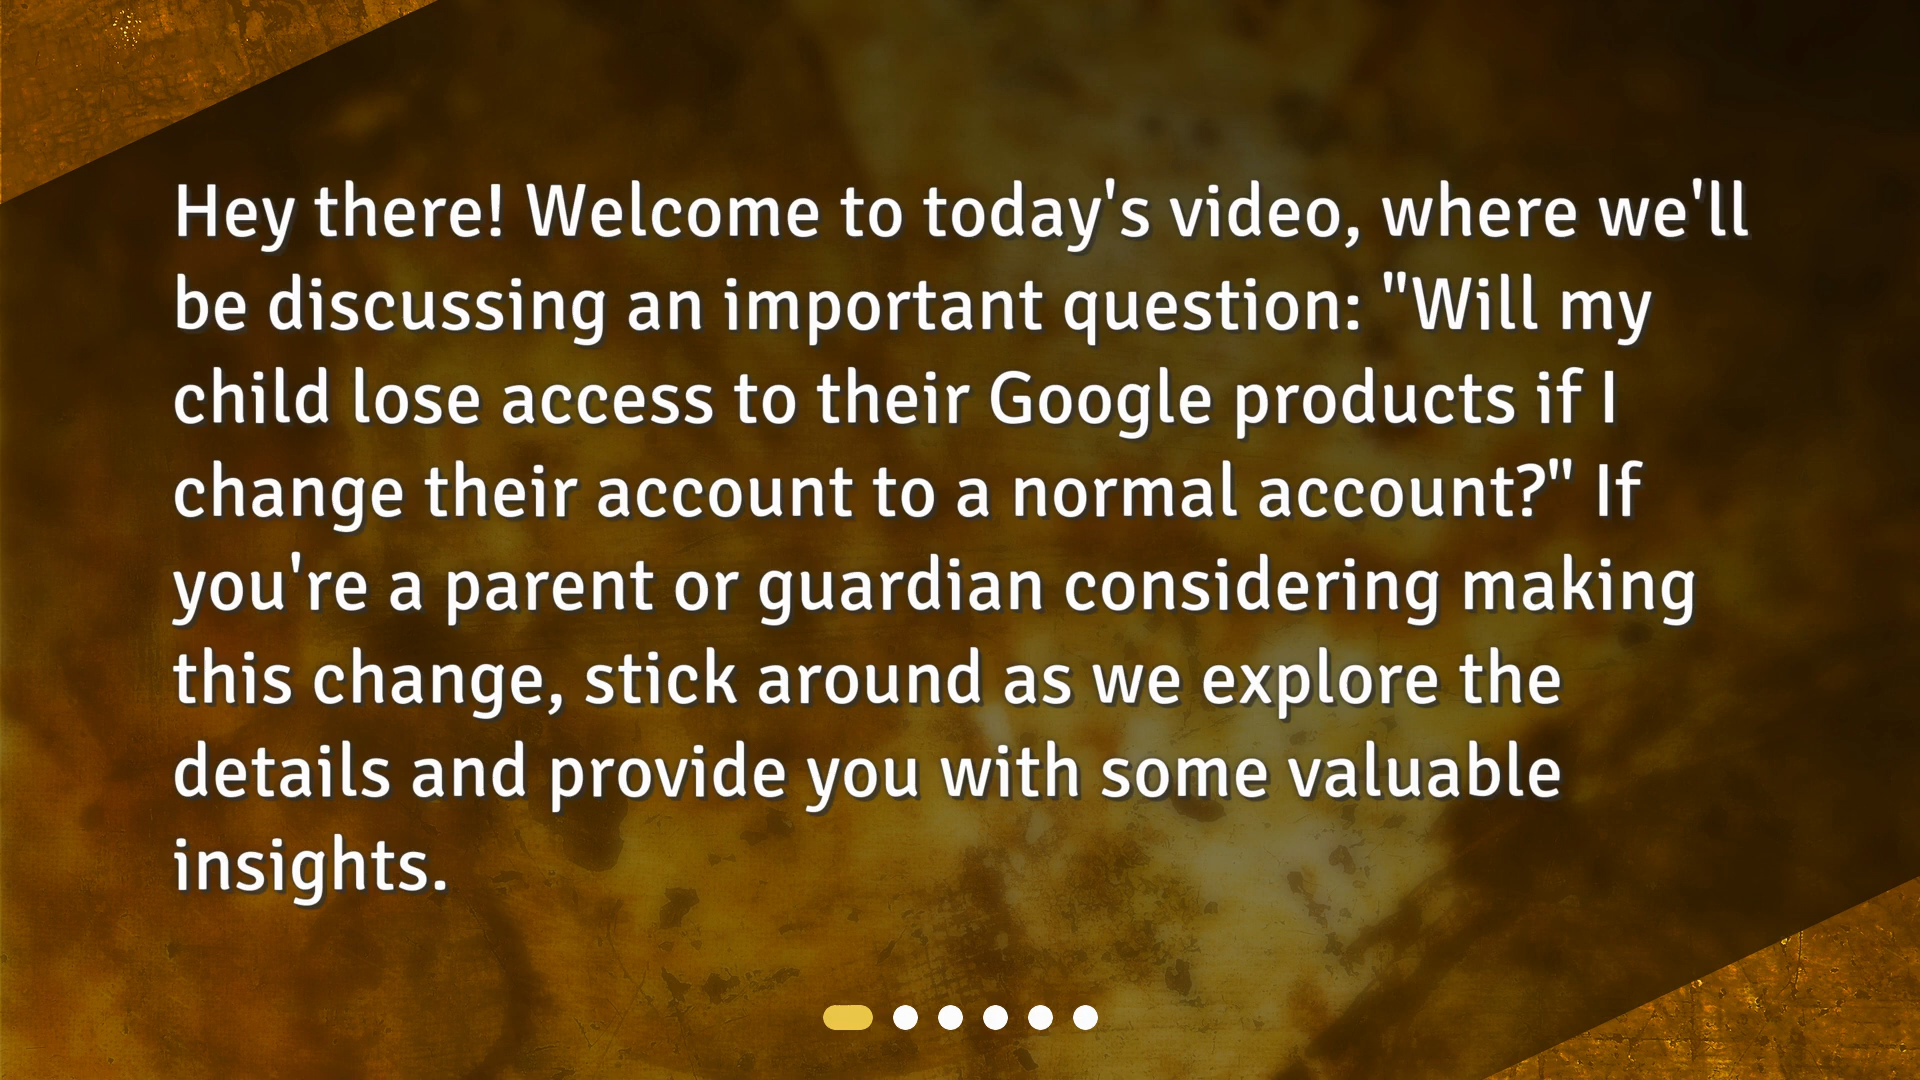 Hey there! Welcome to today's video, where we'll
be discussing an important question: "Will my
child lose access to their Google products if I
change their account to a normal account?" If
you're a parent or guardian considering making
this change, stick around as we explore the
details and provide you with some valuable
insights.